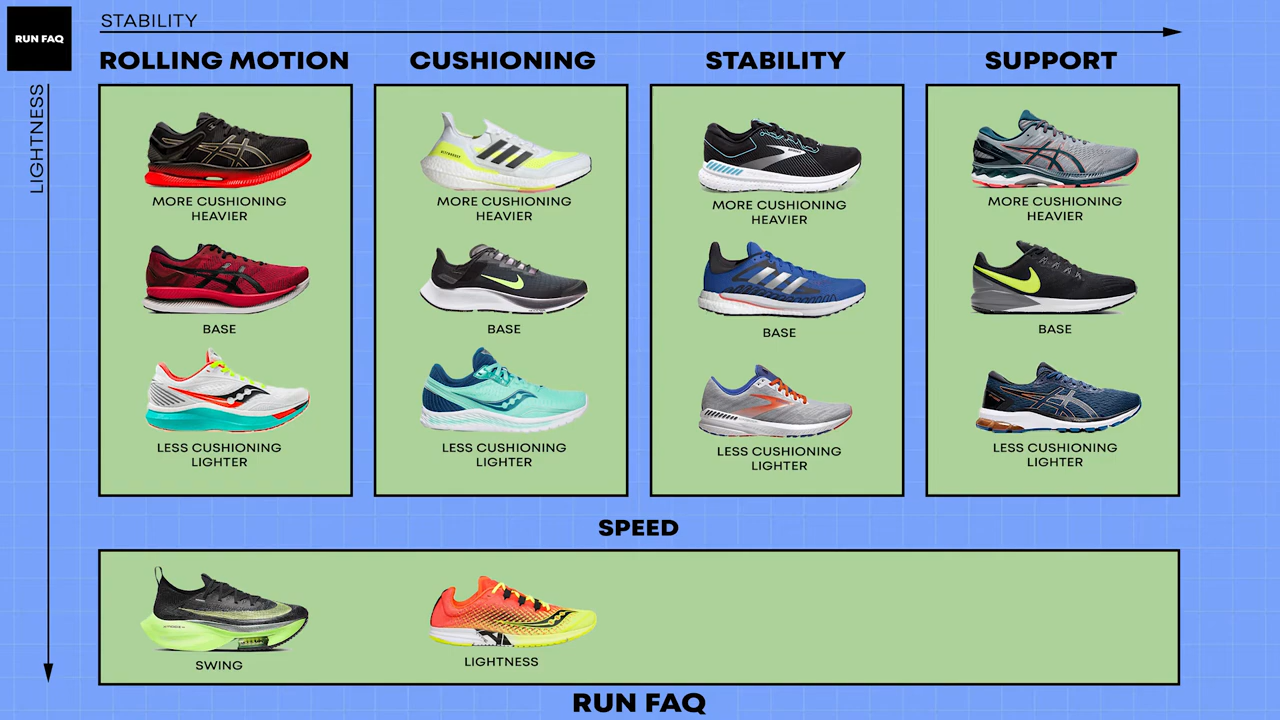 RUN FAQ
STABILITY
LIGHTNESS
ROLLING MOTION
CUSHIONING
STABILITY
SUPPORT
MORE CUSHIONING
HEAVIER
MORE CUSHIONING
HEAVIER
MORE CUSHIONING
HEAVIER
MORE CUSHIONING
HEAVIER
BASE
BASE
BASE
BASE
LESS CUSHIONING
LIGHTER
LESS CUSHIONING
LIGHTER
LESS CUSHIONING
LIGHTER
LESS CUSHIONING
LIGHTER
SPEED
SWING
LIGHTNESS
RUN FAQ